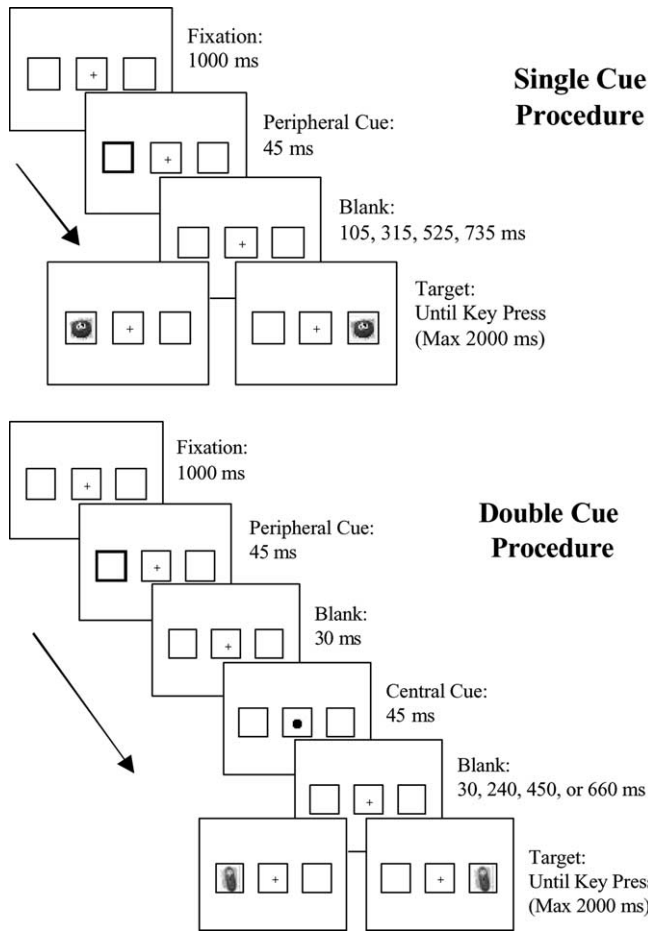 Fixation:
1000 ms
Single Cue
Procedure
Peripheral Cue:
45 ms
Blank:
105, 315, 525, 735 ms
Target:
Until Key Press
(Max 2000 ms)
Fixation:
1000 ms
Double Cue
Procedure
Peripheral Cue:
45 ms
Blank:
30 ms
Central Cue:
45 ms
Blank:
30, 240, 450, or 660 ms
Target:
Until Key Press
(Max 2000 ms)